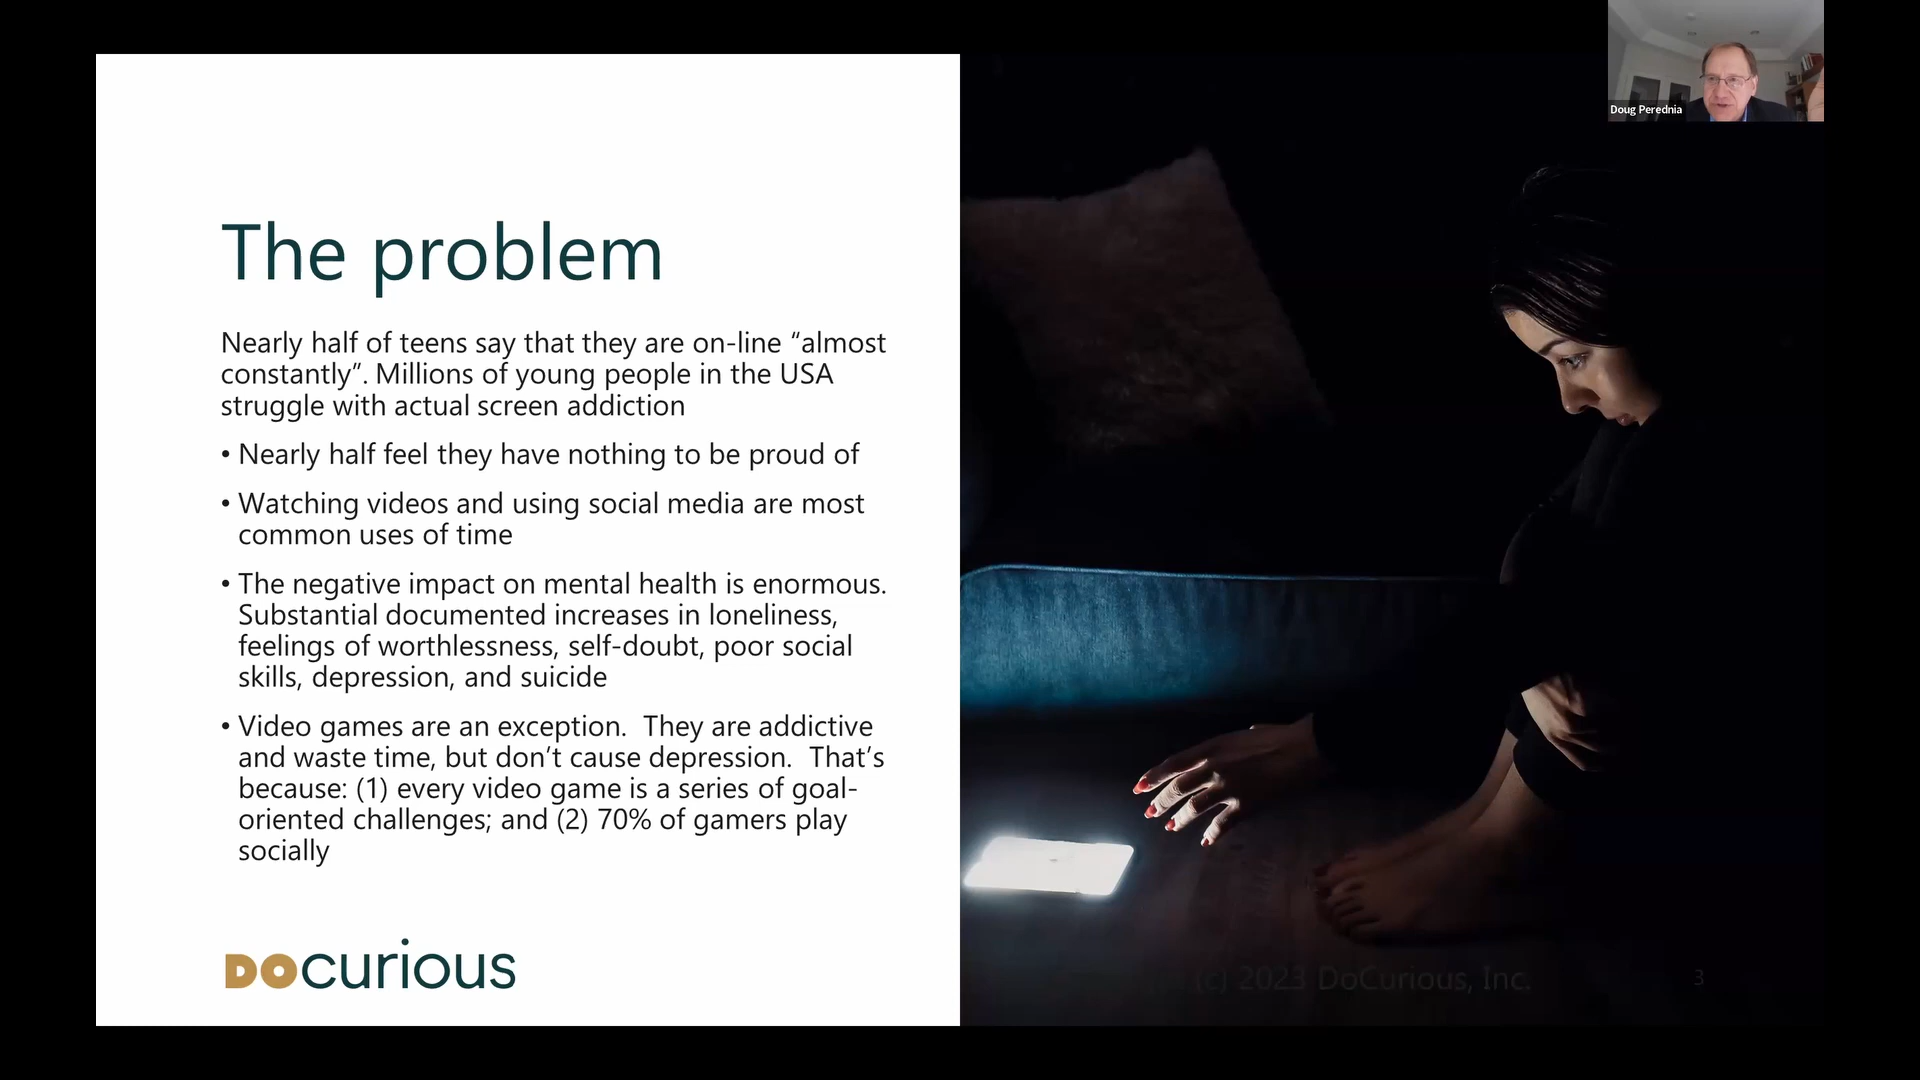 Doug Perednia
The problem
Nearly half of teens say that they are on-line “almost
constantly”. Millions of young people in the USA
struggle with actual screen addiction
• Nearly half feel they have nothing to be proud of
• Watching videos and using social media are most
common uses of time
• The negative impact on mental health is enormous.
Substantial documented increases in loneliness,
feelings of worthlessness, self-doubt, poor social
skills, depression, and suicide
• Video games are an exception.  They are addictive
and waste time, but don’t cause depression.  That’s
because: (1) every video game is a series of goal-
oriented challenges; and (2) 70% of gamers play
socially
DOcurious
(c) 2023 DoCurious, Inc.
3